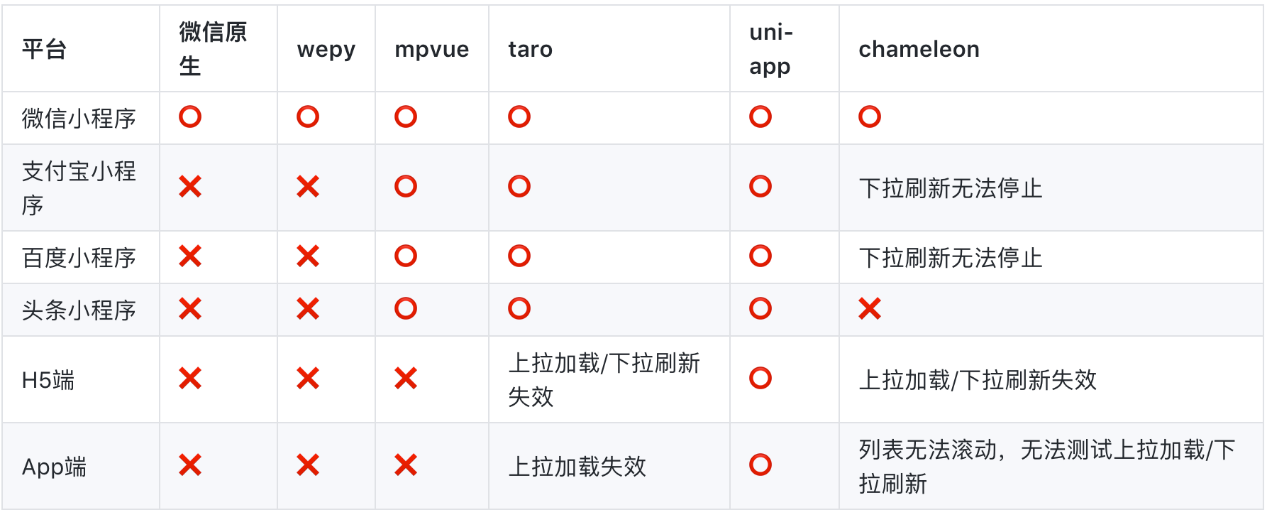 平台 微信原生 wepy mpvue taro uni-app chameleon
微信小程序 ⭕ ⭕ ⭕ ⭕ ⭕ ⭕
支付宝小程序 ❌ ❌ ⭕ ⭕ ⭕ 下拉刷新无法停止
百度小程序 ❌ ❌ ⭕ ⭕ ⭕ 下拉刷新无法停止
头条小程序 ❌ ❌ ⭕ ⭕ ⭕ ❌
H5端 ❌ ❌ ❌ 上拉加载/下拉刷新失效 ⭕ 上拉加载/下拉刷新失效
App端 ❌ ❌ ❌ 上拉加载失效 ⭕ 列表无法滚动，无法测试上拉加载/下拉刷新